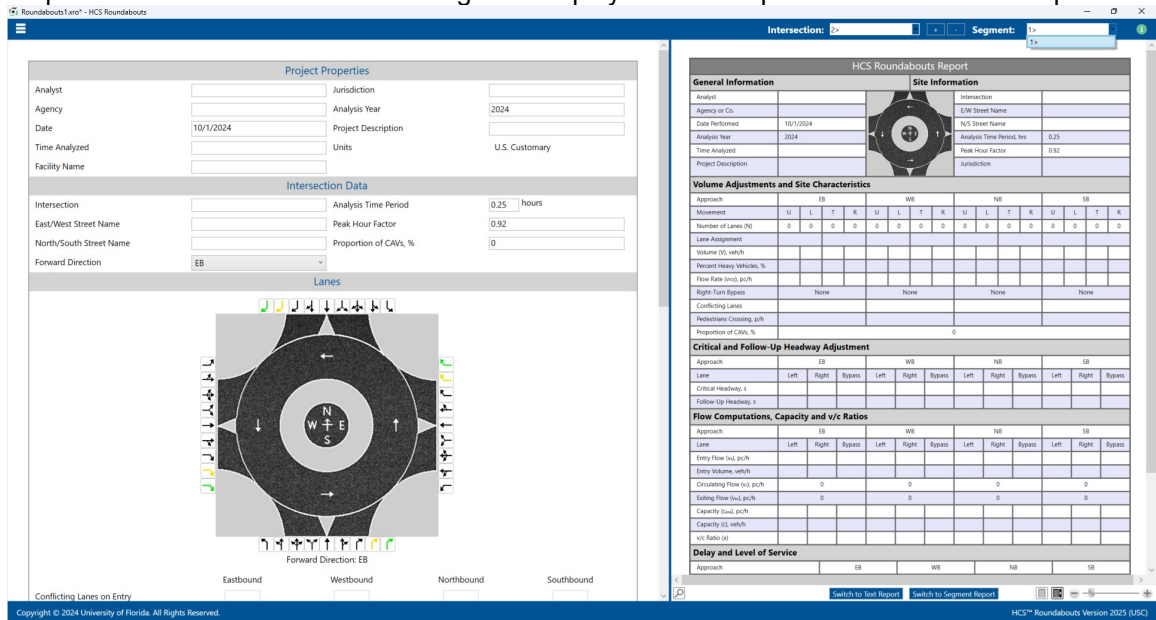 Roundabouts1.xro* - HCS Roundabouts
Intersection: 2> + - Segment: 1>
1>
Project Properties
Analyst Jurisdiction
Agency Analysis Year 2024
Date 10/1/2024 Project Description
Time Analyzed Units U.S. Customary
Facility Name
Intersection Data
Intersection Analysis Time Period 0.25 hours
East/West Street Name Peak Hour Factor 0.92
North/South Street Name Proportion of CAVs, % 0
Forward Direction EB
Lanes
N
W E
S
Forward Direction: EB
Eastbound Westbound Northbound Southbound
Conflicting Lanes on Entry
HCS Roundabouts Report
General Information Site Information
Analyst Intersection
Agency or Co. E/W Street Name
Date Performed 10/1/2024 N/S Street Name
Analysis Year 2024 Analysis Time Period, hrs 0.25
Time Analyzed Peak Hour Factor 0.92
Project Description Jurisdiction
Volume Adjustments and Site Characteristics
Approach EB WB NB SB
Movement U L T R U L T R U L T R U L T R
Number of Lanes (N) 0 0 0 0 0 0 0 0 0 0 0 0 0 0 0 0
Lane Assignment
Volume (V), veh/h
Percent Heavy Vehicles, %
Flow Rate (vPCE), pc/h
Right-Turn Bypass None None None None
Conflicting Lanes
Pedestrians Crossing, p/h
Proportion of CAVs, % 0
Critical and Follow-Up Headway Adjustment
Approach EB WB NB SB
Lane Left Right Bypass Left Right Bypass Left Right Bypass Left Right Bypass
Critical Headway, s
Follow-Up Headway, s
Flow Computations, Capacity and v/c Ratios
Approach EB WB NB SB
Lane Left Right Bypass Left Right Bypass Left Right Bypass Left Right Bypass
Entry Flow (ve), pc/h
Entry Volume, veh/h
Circulating Flow (vc), pc/h 0 0 0 0
Exiting Flow (vex), pc/h 0 0 0 0
Capacity (cpce), pc/h
Capacity (c), veh/h
v/c Ratio (x)
Delay and Level of Service
Approach EB WB NB SB
Switch to Text Report Switch to Segment Report
Copyright © 2024 University of Florida. All Rights Reserved. HCS™ Roundabouts Version 2025 (USC)